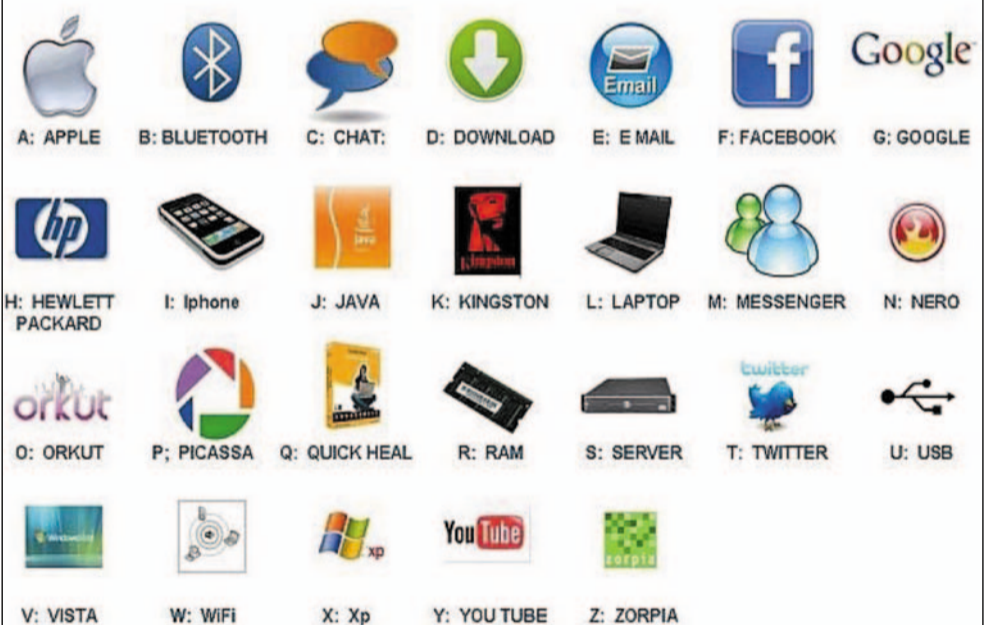 Email
f
Google
A: APPLE
B: BLUETOOTH
C: CHAT:
D: DOWNLOAD
E: E MAIL
F: FACEBOOK
G: GOOGLE
hp
Java
Kingston
H: HEWLETT
PACKARD
I: Iphone
J: JAVA
K: KINGSTON
L: LAPTOP
M: MESSENGER
N: NERO
orkut
twitter
O: ORKUT
P; PICASSA
Q: QUICK HEAL
R: RAM
S: SERVER
T: TWITTER
U: USB
xp
You Tube
zorpia
V: VISTA
W: WiFi
X: Xp
Y: YOU TUBE
Z: ZORPIA